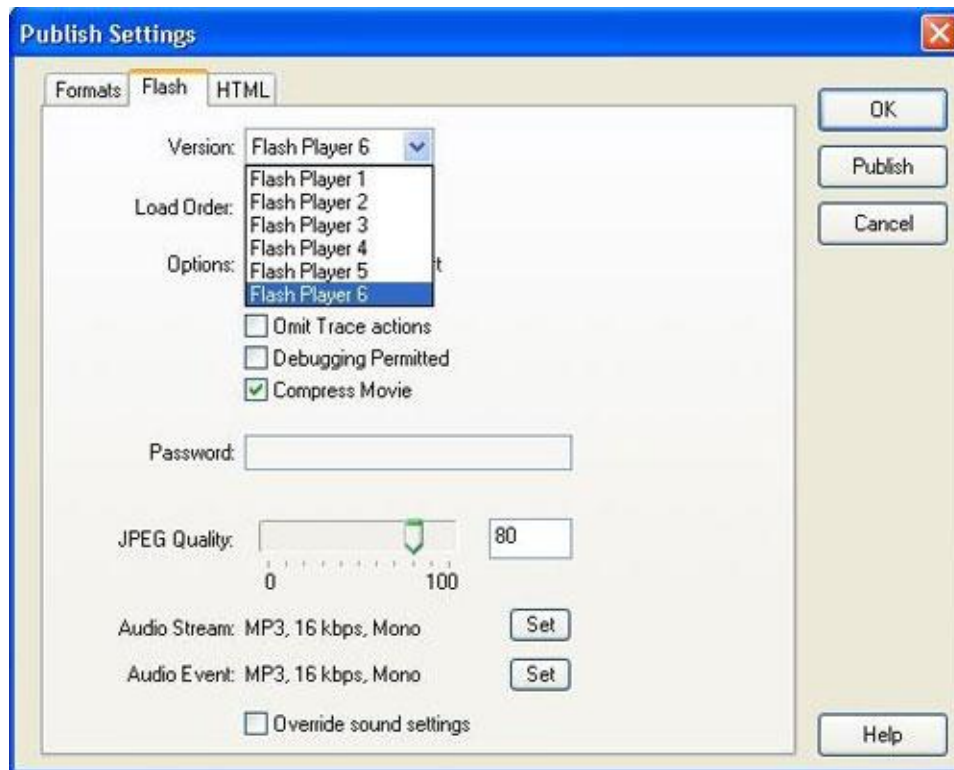 Publish Settings
Formats Flash HTML
OK
Publish
Cancel
Version: Flash Player 6
Flash Player 1
Flash Player 2
Load Order:
Flash Player 3
Flash Player 4
Options:
Flash Player 5
Flash Player 6
Omit Trace actions
Debugging Permitted
Compress Movie
Password:
JPEG Quality: 80
0 100
Audio Stream: MP3, 16 kbps, Mono Set
Audio Event: MP3, 16 kbps, Mono Set
Override sound settings
Help